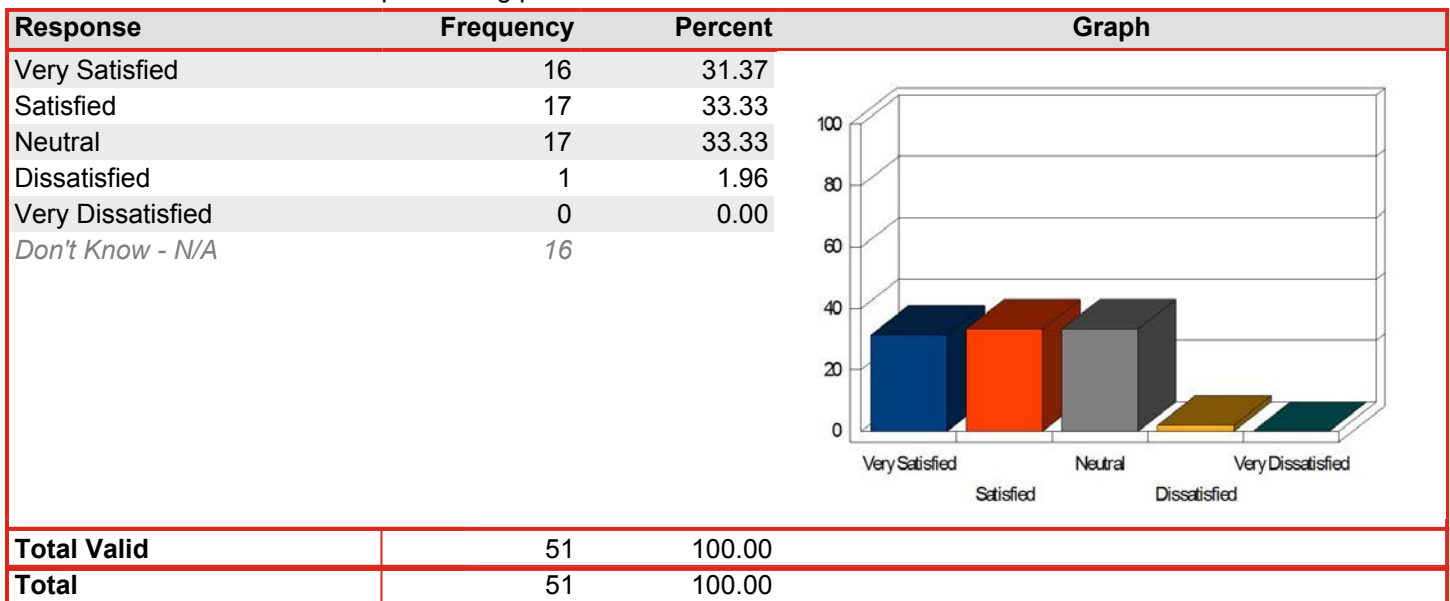 Response Frequency Percent Graph
Very Satisfied 16 31.37
Satisfied 17 33.33
Neutral 17 33.33
Dissatisfied 1 1.96
Very Dissatisfied 0 0.00
Don't Know - N/A 16
100
80
60
40
20
0
Very Satisfied Neutral Very Dissatisfied
Satisfied Dissatisfied
Total Valid 51 100.00
Total 51 100.00